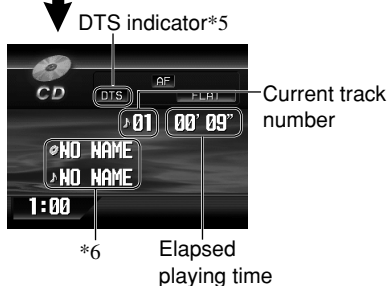 DTS indicator*5
CD
AF
DTS
FLAT
♪01 00' 09"
Current track
number
NO NAME
♪NO NAME
1:00
*6
Elapsed
playing time